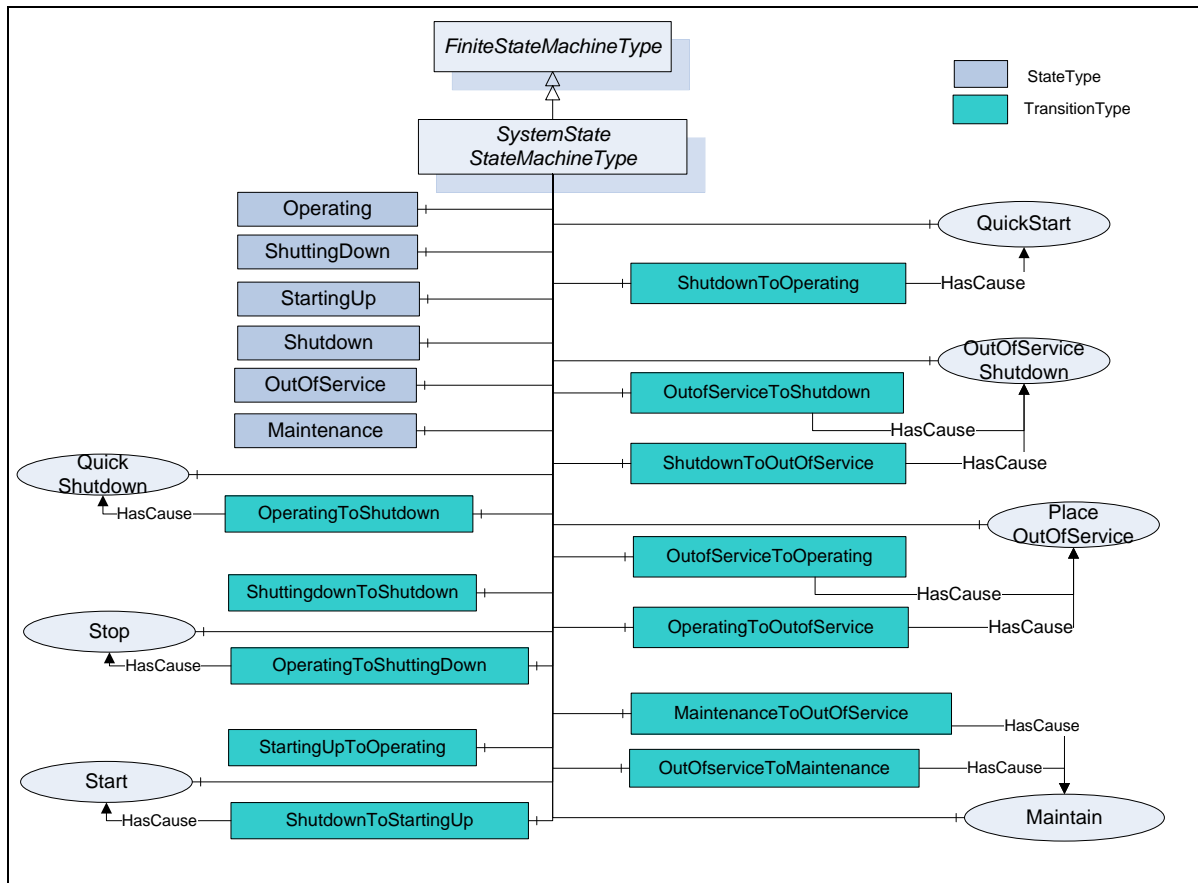 FiniteStateMachineType
StateType
TransitionType
SystemState
StateMachineType
Operating
QuickStart
ShuttingDown
ShutdownToOperating
HasCause
StartingUp
Shutdown
OutOfService
Shutdown
OutOfService
OutofServiceToShutdown
HasCause
Maintenance
ShutdownToOutOfService
HasCause
Quick
Shutdown
HasCause
OperatingToShutdown
Place
OutOfService
OutofServiceToOperating
HasCause
ShuttingdownToShutdown
OperatingToOutofService
HasCause
Stop
HasCause
OperatingToShuttingDown
MaintenanceToOutOfService
HasCause
StartingUpToOperating
OutOfserviceToMaintenance
HasCause
Start
HasCause
ShutdownToStartingUp
Maintain